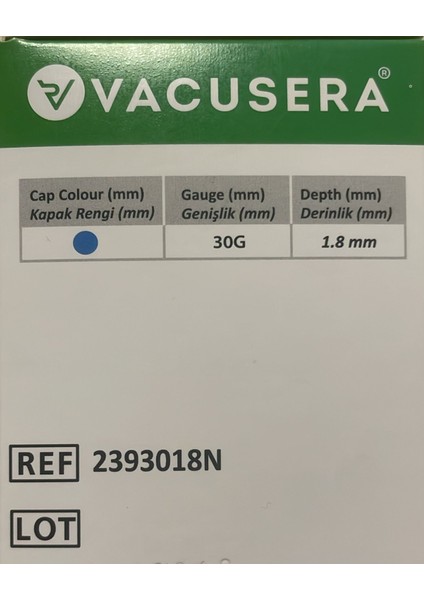 VACUSERA®
Cap Colour (mm) Gauge (mm) Depth (mm)
Kapak Rengi (mm) Genişlik (mm) Derinlik (mm)
30G 1.8 mm
REF 2393018N
LOT